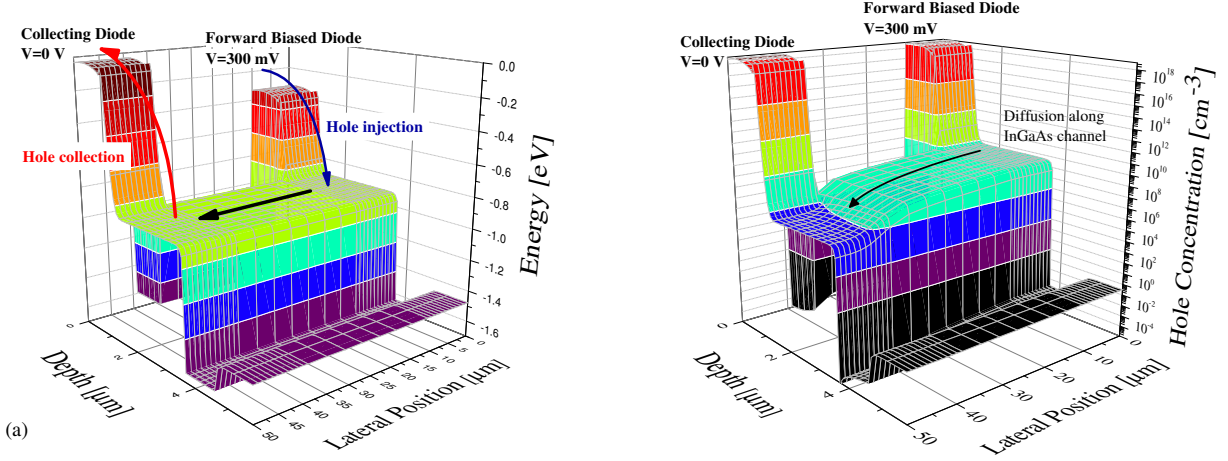 Collecting Diode
V=0 V
Forward Biased Diode
V=300 mV
Hole injection
Hole collection
0.0
-0.2
-0.4
-0.6
-0.8
-1.0
-1.2
-1.4
-1.6
Energy [eV]
0
2
4
Depth [μm]
50
45
40
35
30
25
20
15
10
5
0
Lateral Position [μm]
(a)
Forward Biased Diode
V=300 mV
Collecting Diode
V=0 V
Diffusion along
InGaAs channel
10^18
10^16
10^14
10^12
10^10
10^8
10^6
10^4
10^2
10^0
10^-2
10^-4
Hole Concentration [cm^-3]
0
2
4
Depth [μm]
50
40
30
20
10
0
Lateral Position [μm]